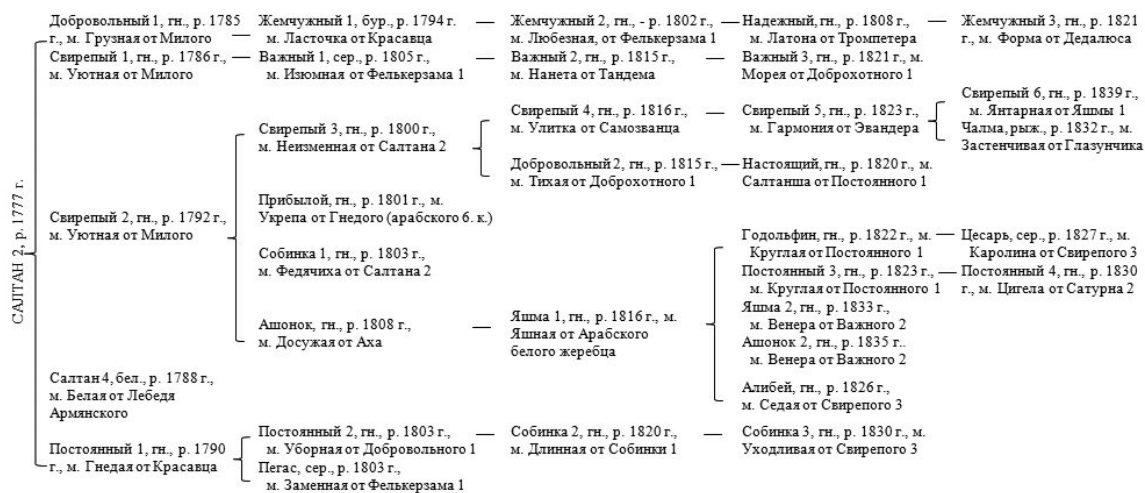 САЛТАН 2, р. 1777 г.
Добровольный 1, гн., р. 1785
г., м. Грузная от Милого
Жемчужный 1, бур., р. 1794 г.
м. Ласточка от Красавца
Жемчужный 2, гн., - р. 1802 г.,
м. Любезная, от Фелькерзама 1
Надежный, гн., р. 1808 г.,
м. Латона от Тромпетера
Жемчужный 3, гн., р. 1821
г., м. Форма от Дедалюса
Свирепый 1, гн., р. 1786 г.,
м. Уютная от Милого
Важный 1, сер., р. 1805 г.,
м. Изюмная от Фелькерзама 1
Важный 2, гн., р. 1815 г.,
м. Нанета от Тандема
Важный 3, гн., р. 1821 г., м.
Морея от Доброхотного 1
Свирепый 2, гн., р. 1792 г.,
м. Уютная от Милого
Свирепый 3, гн., р. 1800 г.,
м. Неизменная от Салтана 2
Свирепый 4, гн., р. 1816 г.,
м. Улитка от Самозванца
Свирепый 5, гн., р. 1823 г.,
м. Гармония от Эвандера
Свирепый 6, гн., р. 1839 г.,
м. Янтарная от Яшмы 1
Чалма, рыж., р. 1832 г., м.
Застенчивая от Глазунчика
Добровольный 2, гн., р. 1815 г.,
м. Тихая от Доброхотного 1
Настоящий, гн., р. 1820 г., м.
Салтанша от Постоянного 1
Прибылой, гн., р. 1801 г., м.
Укрепа от Гнедого (арабского б. к.)
Собинка 1, гн., р. 1803 г.,
м. Федячиха от Салтана 2
Ашонок, гн., р. 1808 г.,
м. Досужая от Аха
Яшма 1, гн., р. 1816 г., м.
Яшная от Арабского
белого жеребца
Годольфин, гн., р. 1822 г., м.
Круглая от Постоянного 1
Цесарь, сер., р. 1827 г., м.
Каролина от Свирепого 3
Постоянный 3, гн., р. 1823 г.,
м. Круглая от Постоянного 1
Постоянный 4, гн., р. 1830
г., м. Цигела от Сатурна 2
Яшма 2, гн., р. 1833 г.,
м. Венера от Важного 2
Ашонок 2, гн., р. 1835 г..
м. Венера от Важного 2
Алибей, гн., р. 1826 г.,
м. Седая от Свирепого 3
Салтан 4, бел., р. 1788 г.,
м. Белая от Лебедя
Армянского
Постоянный 1, гн., р. 1790
г., м. Гнедая от Красавца
Постоянный 2, гн., р. 1803 г.,
м. Уборная от Добровольного 1
Собинка 2, гн., р. 1820 г.,
м. Длинная от Собинки 1
Собинка 3, гн., р. 1830 г., м.
Уходливая от Свирепого 3
Пегас, сер., р. 1803 г.,
м. Заменная от Фелькерзама 1